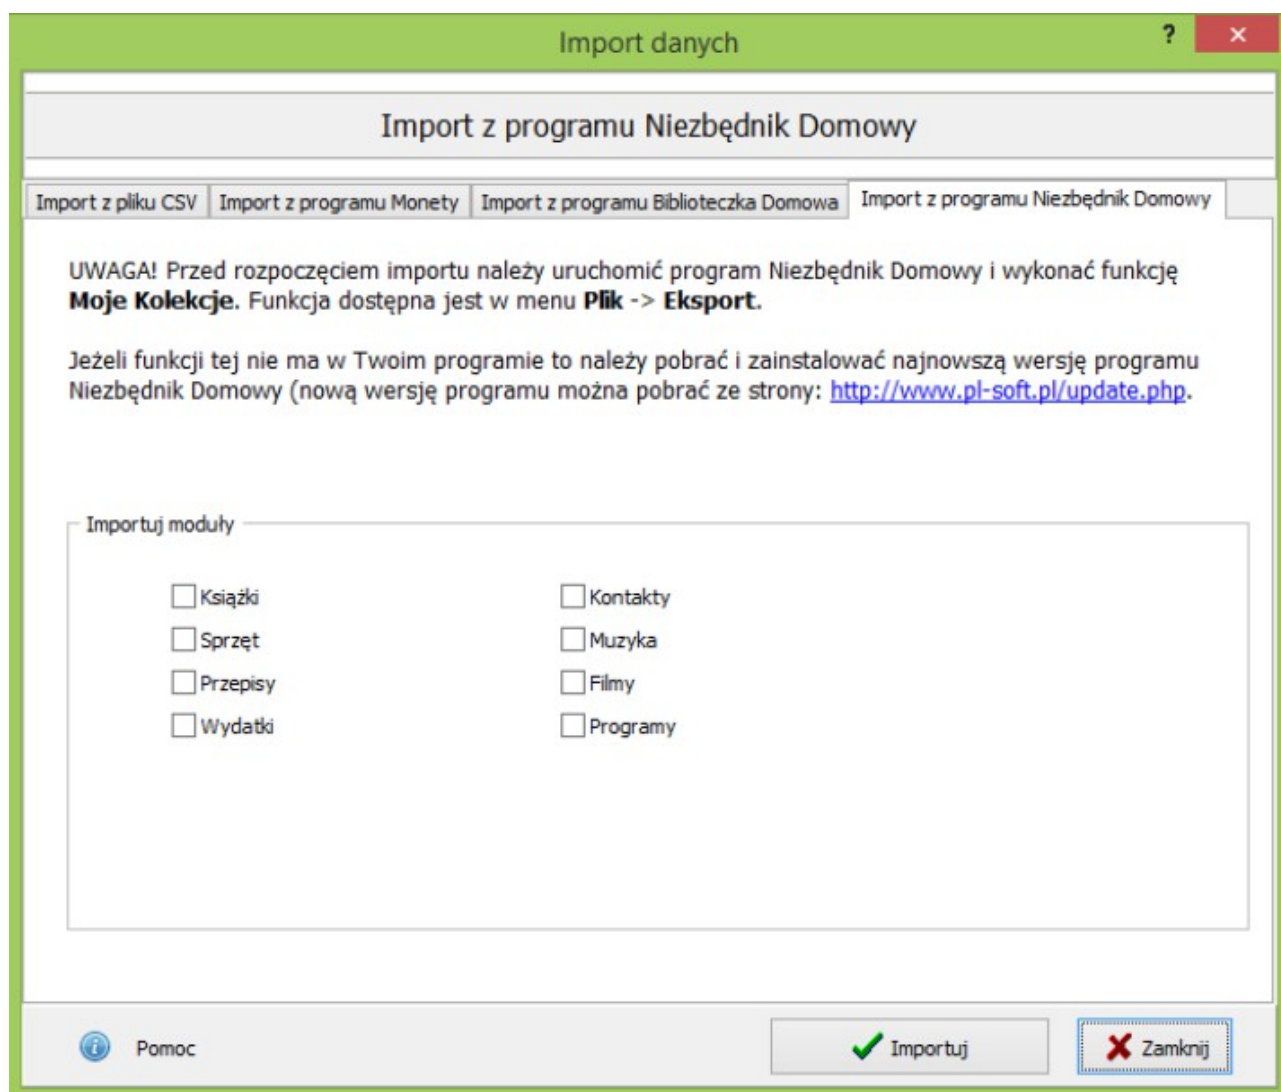 Import danych
?
Import z programu Niezbędnik Domowy
Import z pliku CSV
Import z programu Monety
Import z programu Biblioteczka Domowa
Import z programu Niezbędnik Domowy
UWAGA! Przed rozpoczęciem importu należy uruchomić program Niezbędnik Domowy i wykonać funkcję
Moje Kolekcje. Funkcja dostępna jest w menu Plik -> Eksport.
Jeżeli funkcji tej nie ma w Twoim programie to należy pobrać i zainstalować najnowszą wersję programu
Niezbędnik Domowy (nową wersję programu można pobrać ze strony: http://www.pl-soft.pl/update.php.
Importuj moduły
Książki
Kontakty
Sprzęt
Muzyka
Przepisy
Filmy
Wydatki
Programy
Pomoc
Importuj
Zamknij